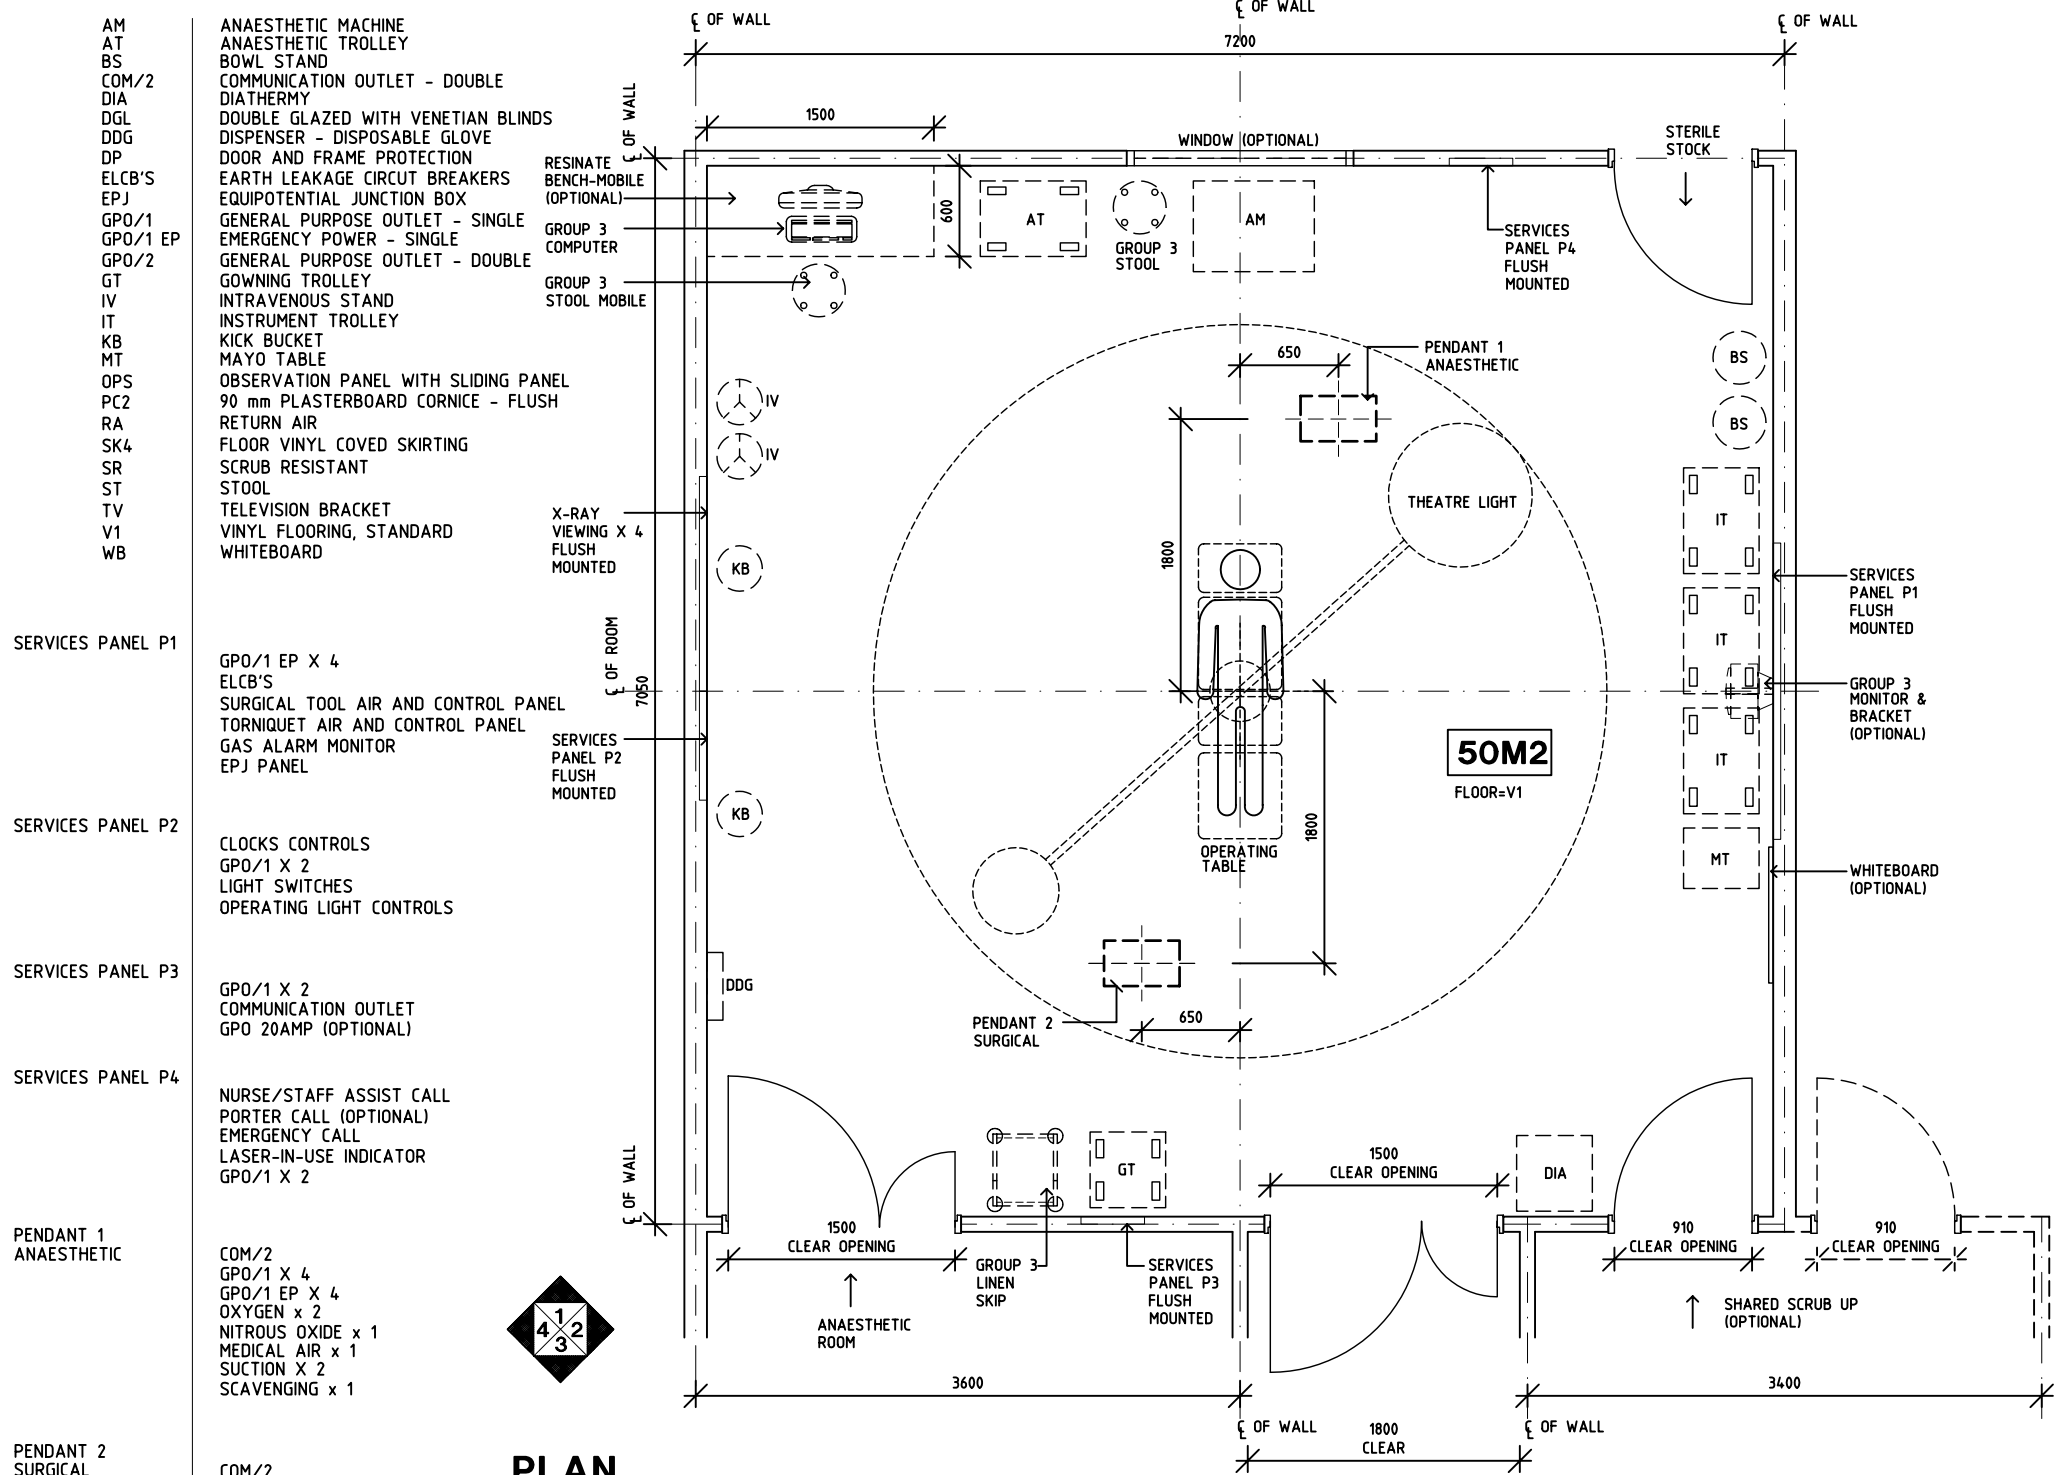 AM ANAESTHETIC MACHINE
AT ANAESTHETIC TROLLEY
BS BOWL STAND
COM/2 COMMUNICATION OUTLET - DOUBLE
DIA DIATHERMY
DGL DOUBLE GLAZED WITH VENETIAN BLINDS
DDG DISPENSER - DISPOSABLE GLOVE
DP DOOR AND FRAME PROTECTION
ELCB'S EARTH LEAKAGE CIRCUT BREAKERS
EPJ EQUIPOTENTIAL JUNCTION BOX
GPO/1 GENERAL PURPOSE OUTLET - SINGLE
GPO/1 EP EMERGENCY POWER - SINGLE
GPO/2 GENERAL PURPOSE OUTLET - DOUBLE
GT GOWNING TROLLEY
IV INTRAVENOUS STAND
IT INSTRUMENT TROLLEY
KB KICK BUCKET
MT MAYO TABLE
OPS OBSERVATION PANEL WITH SLIDING PANEL
PC2 90 mm PLASTERBOARD CORNICE - FLUSH
RA RETURN AIR
SK4 FLOOR VINYL COVED SKIRTING
SR SCRUB RESISTANT
ST STOOL
TV TELEVISION BRACKET
V1 VINYL FLOORING, STANDARD
WB WHITEBOARD
SERVICES PANEL P1
GPO/1 EP X 4
ELCB'S
SURGICAL TOOL AIR AND CONTROL PANEL
TORNIQUET AIR AND CONTROL PANEL
GAS ALARM MONITOR
EPJ PANEL
SERVICES PANEL P2
CLOCKS CONTROLS
GPO/1 X 2
LIGHT SWITCHES
OPERATING LIGHT CONTROLS
SERVICES PANEL P3
GPO/1 X 2
COMMUNICATION OUTLET
GPO 20AMP (OPTIONAL)
SERVICES PANEL P4
NURSE/STAFF ASSIST CALL
PORTER CALL (OPTIONAL)
EMERGENCY CALL
LASER-IN-USE INDICATOR
GPO/1 X 2
PENDANT 1
ANAESTHETIC
COM/2
GPO/1 X 4
GPO/1 EP X 4
OXYGEN x 2
NITROUS OXIDE x 1
MEDICAL AIR x 1
SUCTION X 2
SCAVENGING x 1
PENDANT 2
SURGICAL
COM/2
℄ OF WALL
℄ OF WALL
℄ OF WALL
7200
℄ OF WALL
1500
WINDOW (OPTIONAL)
STERILE
STOCK
RESINATE
BENCH-MOBILE
(OPTIONAL)
GROUP 3
COMPUTER
GROUP 3
STOOL MOBILE
600
AT
GROUP 3
STOOL
AM
SERVICES
PANEL P4
FLUSH
MOUNTED
650
PENDANT 1
ANAESTHETIC
BS
BS
IV
IV
THEATRE LIGHT
X-RAY
VIEWING X 4
FLUSH
MOUNTED
KB
1800
IT
IT
IT
SERVICES
PANEL P1
FLUSH
MOUNTED
℄ OF ROOM
7050
GROUP 3
MONITOR &
BRACKET
(OPTIONAL)
SERVICES
PANEL P2
FLUSH
MOUNTED
50M2
FLOOR=V1
KB
1800
OPERATING
TABLE
MT
WHITEBOARD
(OPTIONAL)
DDG
PENDANT 2
SURGICAL
650
℄ OF WALL
GT
1500
CLEAR OPENING
DIA
1500
CLEAR OPENING
910
CLEAR OPENING
910
CLEAR OPENING
GROUP 3
LINEN
SKIP
SERVICES
PANEL P3
FLUSH
MOUNTED
ANAESTHETIC
ROOM
SHARED SCRUB UP
(OPTIONAL)
1
4 2
3
3600
3400
℄ OF WALL
℄ OF WALL
1800
CLEAR
PLAN